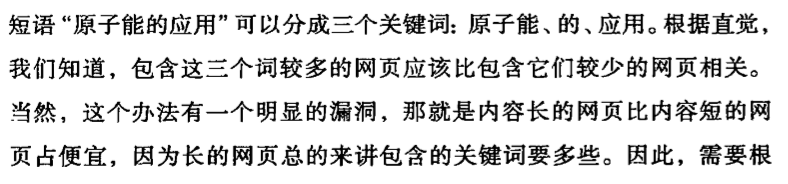 短语“原子能的应用”可以分成三个关键词：原子能、的、应用。根据直觉，
我们知道，包含这三个词较多的网页应该比包含它们较少的网页相关。
当然，这个办法有一个明显的漏洞，那就是内容长的网页比内容短的网
页占便宜，因为长的网页总的来讲包含的关键词要多些。因此，需要根